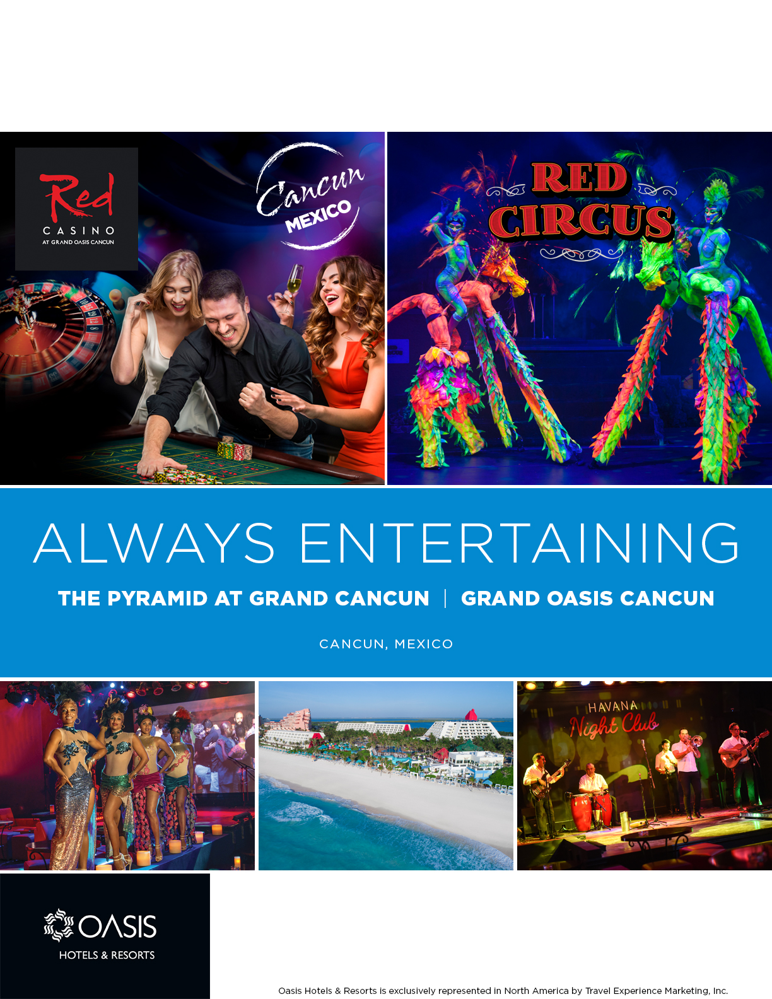 Red
CASINO
AT GRAND OASIS CANCUN
Cancun
MEXICO
RED
CIRCUS
ALWAYS ENTERTAINING
THE PYRAMID AT GRAND CANCUN | GRAND OASIS CANCUN
CANCUN, MEXICO
HAVANA
Night Club
OASIS
HOTELS & RESORTS
Oasis Hotels & Resorts is exclusively represented in North America by Travel Experience Marketing, Inc.